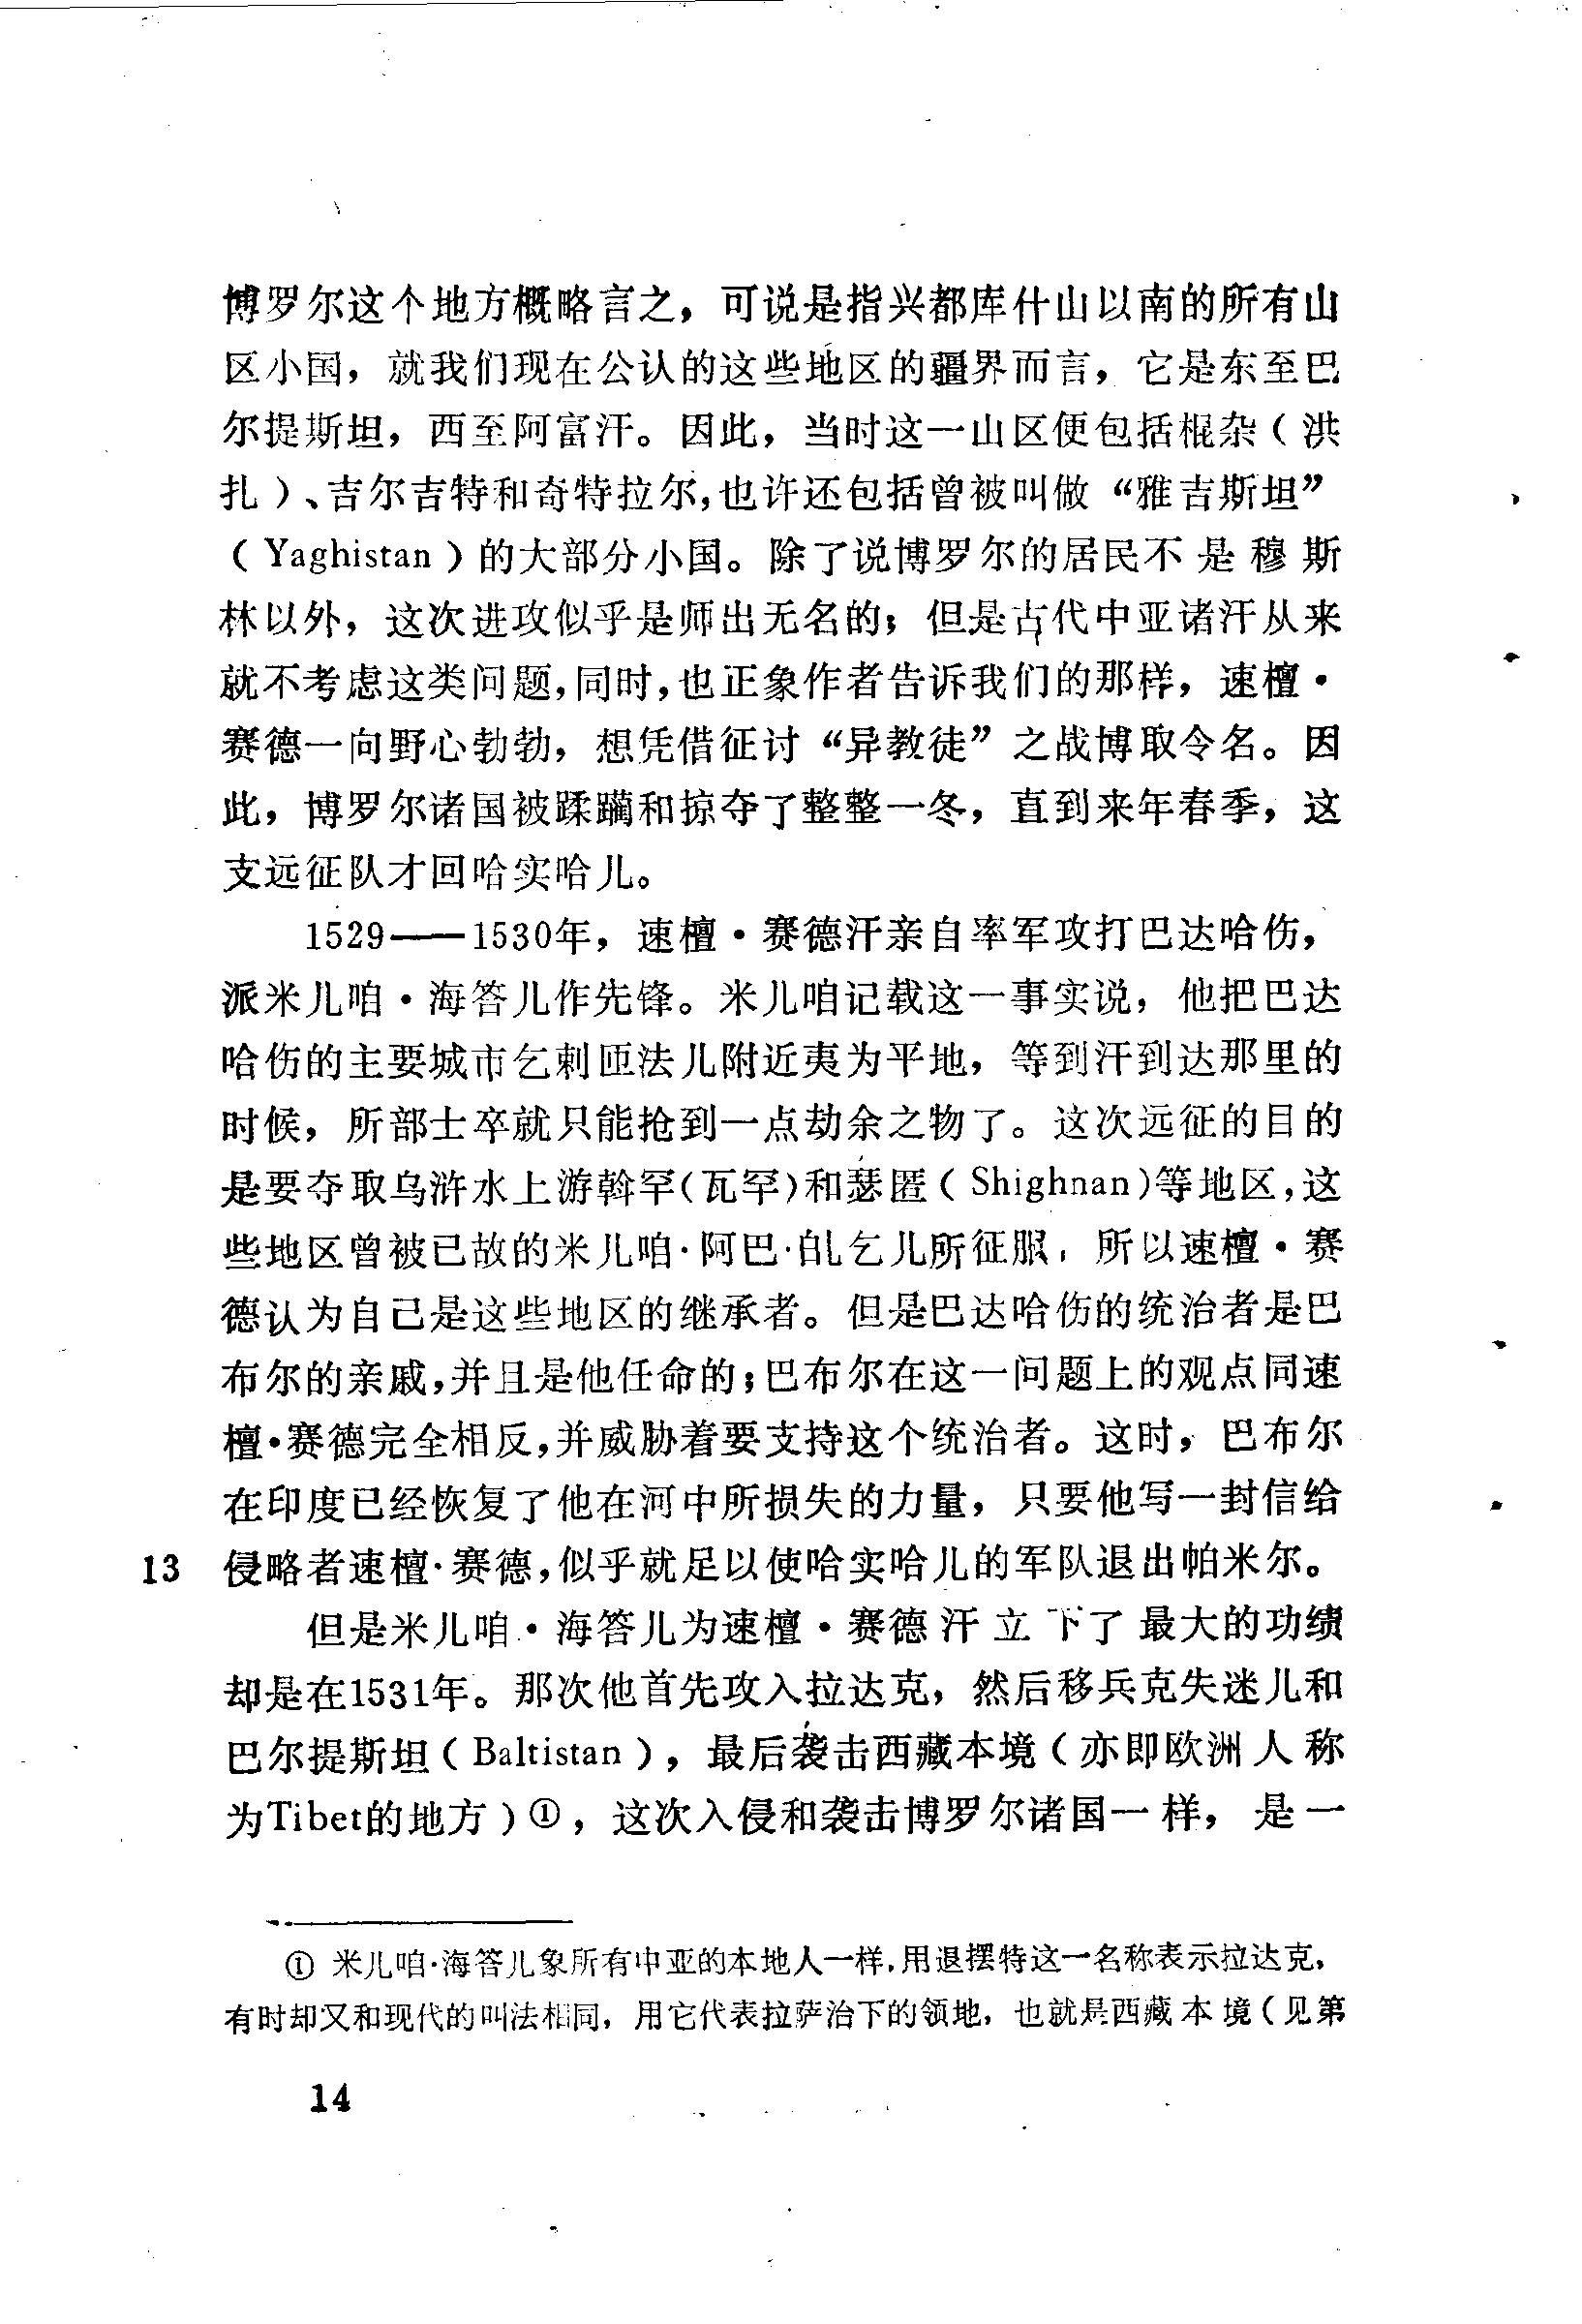 博罗尔这个地方概略言之，可说是指兴都库什山以南的所有山
区小国，就我们现在公认的这些地区的疆界而言，它是东至巴
尔提斯坦，西至阿富汗。因此，当时这一山区便包括棍杂（洪
扎）、吉尔吉特和奇特拉尔，也许还包括曾被叫做“雅吉斯坦”
（Yaghistan）的大部分小国。除了说博罗尔的居民不是穆斯
林以外，这次进攻似乎是师出无名的；但是古代中亚诸汗从来
就不考虑这类问题，同时，也正象作者告诉我们的那样，速檀·
赛德一向野心勃勃，想凭借征讨“异教徒”之战博取令名。因
此，博罗尔诸国被蹂躏和掠夺了整整一冬，直到来年春季，这
支远征队才回哈实哈儿。
1529——1530年，速檀·赛德汗亲自率军攻打巴达哈伤，
派米儿咱·海答儿作先锋。米儿咱记载这一事实说，他把巴达
哈伤的主要城市乞剌匝法儿附近夷为平地，等到汗到达那里的
时候，所部士卒就只能抢到一点劫余之物了。这次远征的目的
是要夺取乌浒水上游斡罕（瓦罕）和瑟匿（Shighnan）等地区，这
些地区曾被已故的米儿咱·阿巴·白乞儿所征服，所以速檀·赛
德认为自己是这些地区的继承者。但是巴达哈伤的统治者是巴
布尔的亲戚，并且是他任命的；巴布尔在这一问题上的观点同速
檀·赛德完全相反，并威胁着要支持这个统治者。这时，巴布尔
在印度已经恢复了他在河中所损失的力量，只要他写一封信给
13 侵略者速檀·赛德，似乎就足以使哈实哈儿的军队退出帕米尔。
但是米儿咱·海答儿为速檀·赛德汗立下了最大的功绩
却是在1531年。那次他首先攻入拉达克，然后移兵克失迷儿和
巴尔提斯坦（Baltistan），最后袭击西藏本境（亦即欧洲人称
为Tibet的地方）①，这次入侵和袭击博罗尔诸国一样，是一
① 米儿咱·海答儿象所有中亚的本地人一样，用退摆特这一名称表示拉达克，
有时却又和现代的叫法相同，用它代表拉萨治下的领地，也就是西藏本境（见第
14